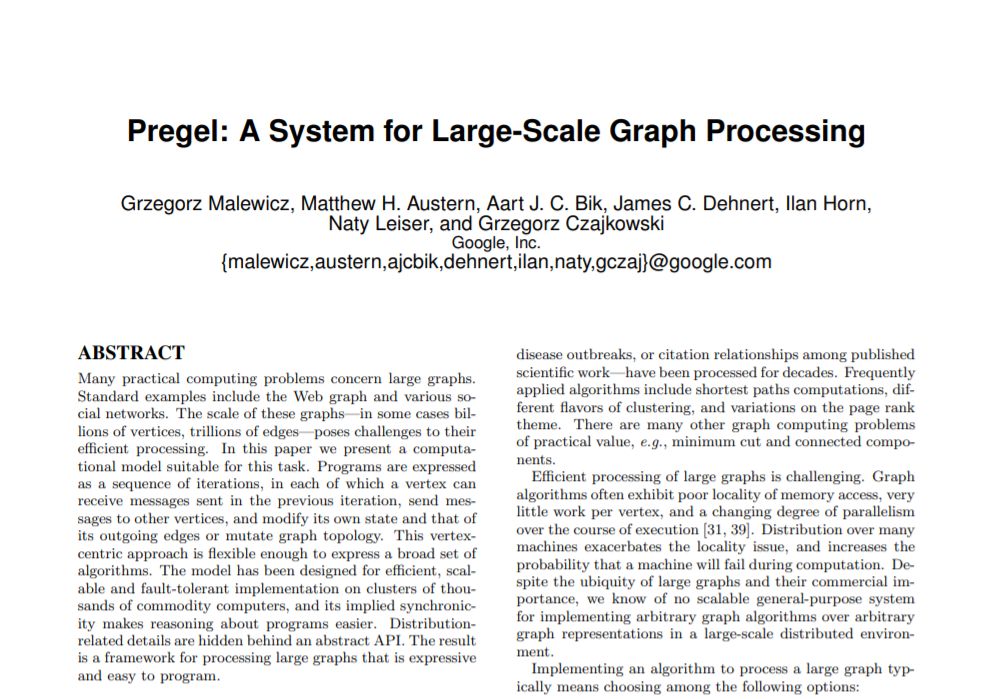 Pregel: A System for Large-Scale Graph Processing
Grzegorz Malewicz, Matthew H. Austern, Aart J. C. Bik, James C. Dehnert, Ilan Horn,
Naty Leiser, and Grzegorz Czajkowski
Google, Inc.
{malewicz,austern,ajcbik,dehnert,ilan,naty,gczaj}@google.com
ABSTRACT
Many practical computing problems concern large graphs.
Standard examples include the Web graph and various so-
cial networks. The scale of these graphs—in some cases bil-
lions of vertices, trillions of edges—poses challenges to their
efficient processing. In this paper we present a computa-
tional model suitable for this task. Programs are expressed
as a sequence of iterations, in each of which a vertex can
receive messages sent in the previous iteration, send mes-
sages to other vertices, and modify its own state and that of
its outgoing edges or mutate graph topology. This vertex-
centric approach is flexible enough to express a broad set of
algorithms. The model has been designed for efficient, scal-
able and fault-tolerant implementation on clusters of thou-
sands of commodity computers, and its implied synchronic-
ity makes reasoning about programs easier. Distribution-
related details are hidden behind an abstract API. The result
is a framework for processing large graphs that is expressive
and easy to program.
disease outbreaks, or citation relationships among published
scientific work—have been processed for decades. Frequently
applied algorithms include shortest paths computations, dif-
ferent flavors of clustering, and variations on the page rank
theme. There are many other graph computing problems
of practical value, e.g., minimum cut and connected compo-
nents.
Efficient processing of large graphs is challenging. Graph
algorithms often exhibit poor locality of memory access, very
little work per vertex, and a changing degree of parallelism
over the course of execution [31, 39]. Distribution over many
machines exacerbates the locality issue, and increases the
probability that a machine will fail during computation. De-
spite the ubiquity of large graphs and their commercial im-
portance, we know of no scalable general-purpose system
for implementing arbitrary graph algorithms over arbitrary
graph representations in a large-scale distributed environ-
ment.
Implementing an algorithm to process a large graph typ-
ically means choosing among the following options: